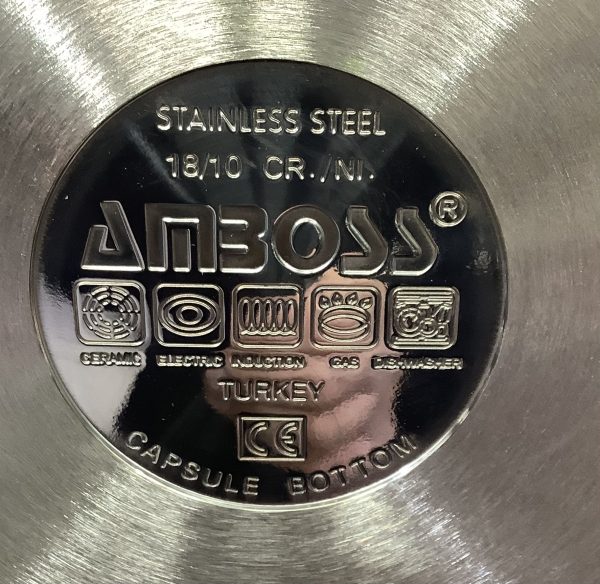 STAINLESS STEEL
18/10 CR./NI.
AMBOSS®
CERAMIC ELECTRIC INDUCTION GAS DISHWASHER
TURKEY
CE
CAPSULE BOTTOM